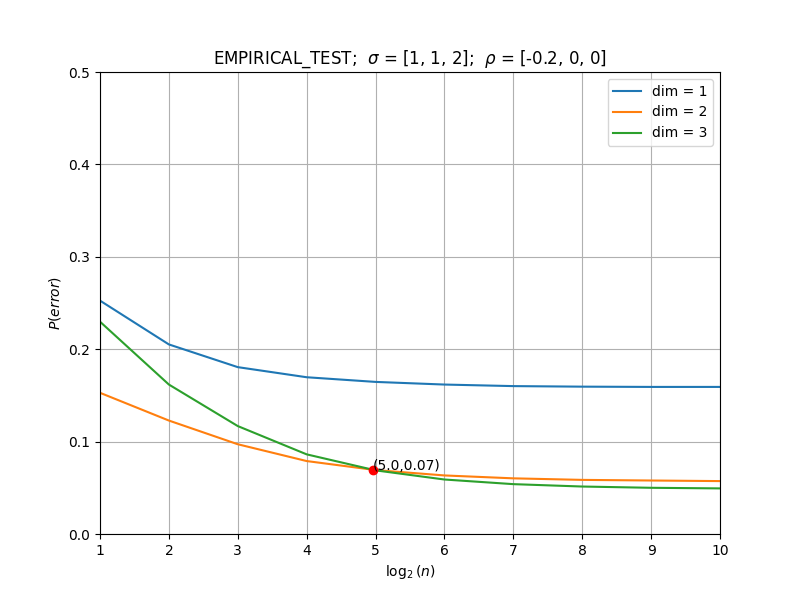 EMPIRICAL_TEST; σ = [1, 1, 2]; ρ = [-0.2, 0, 0]
dim = 1
dim = 2
dim = 3
0.5
0.4
0.3
0.2
0.1
0.0
P(error)
(5,0,0.07)
1 2 3 4 5 6 7 8 9 10
log₂(n)